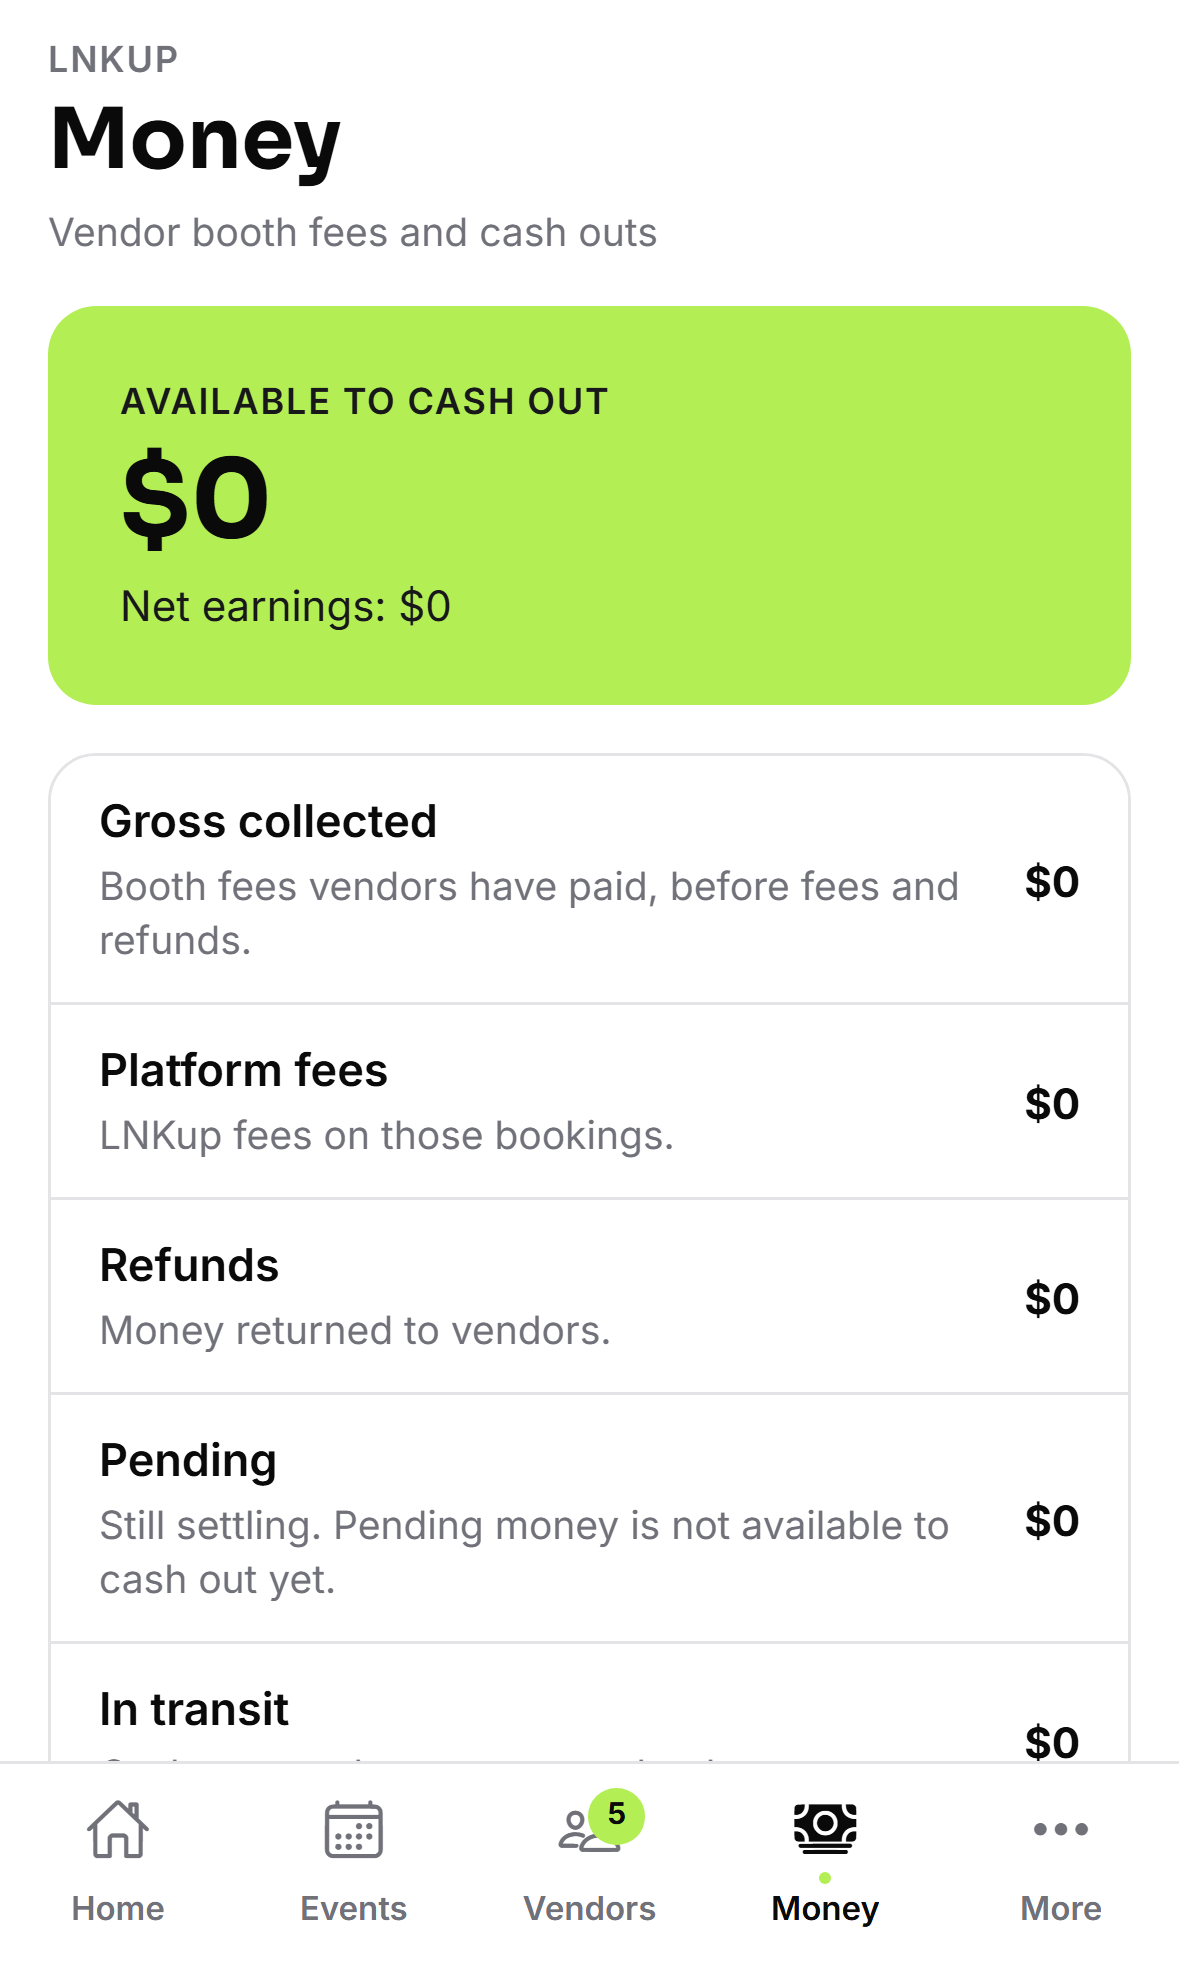 LNKUP
Money
Vendor booth fees and cash outs
AVAILABLE TO CASH OUT
$0
Net earnings: $0
Gross collected
Booth fees vendors have paid, before fees and
refunds.
$0
Platform fees
LNKup fees on those bookings.
$0
Refunds
Money returned to vendors.
$0
Pending
Still settling. Pending money is not available to
cash out yet.
$0
In transit
$0
5
Home
Events
Vendors
Money
More